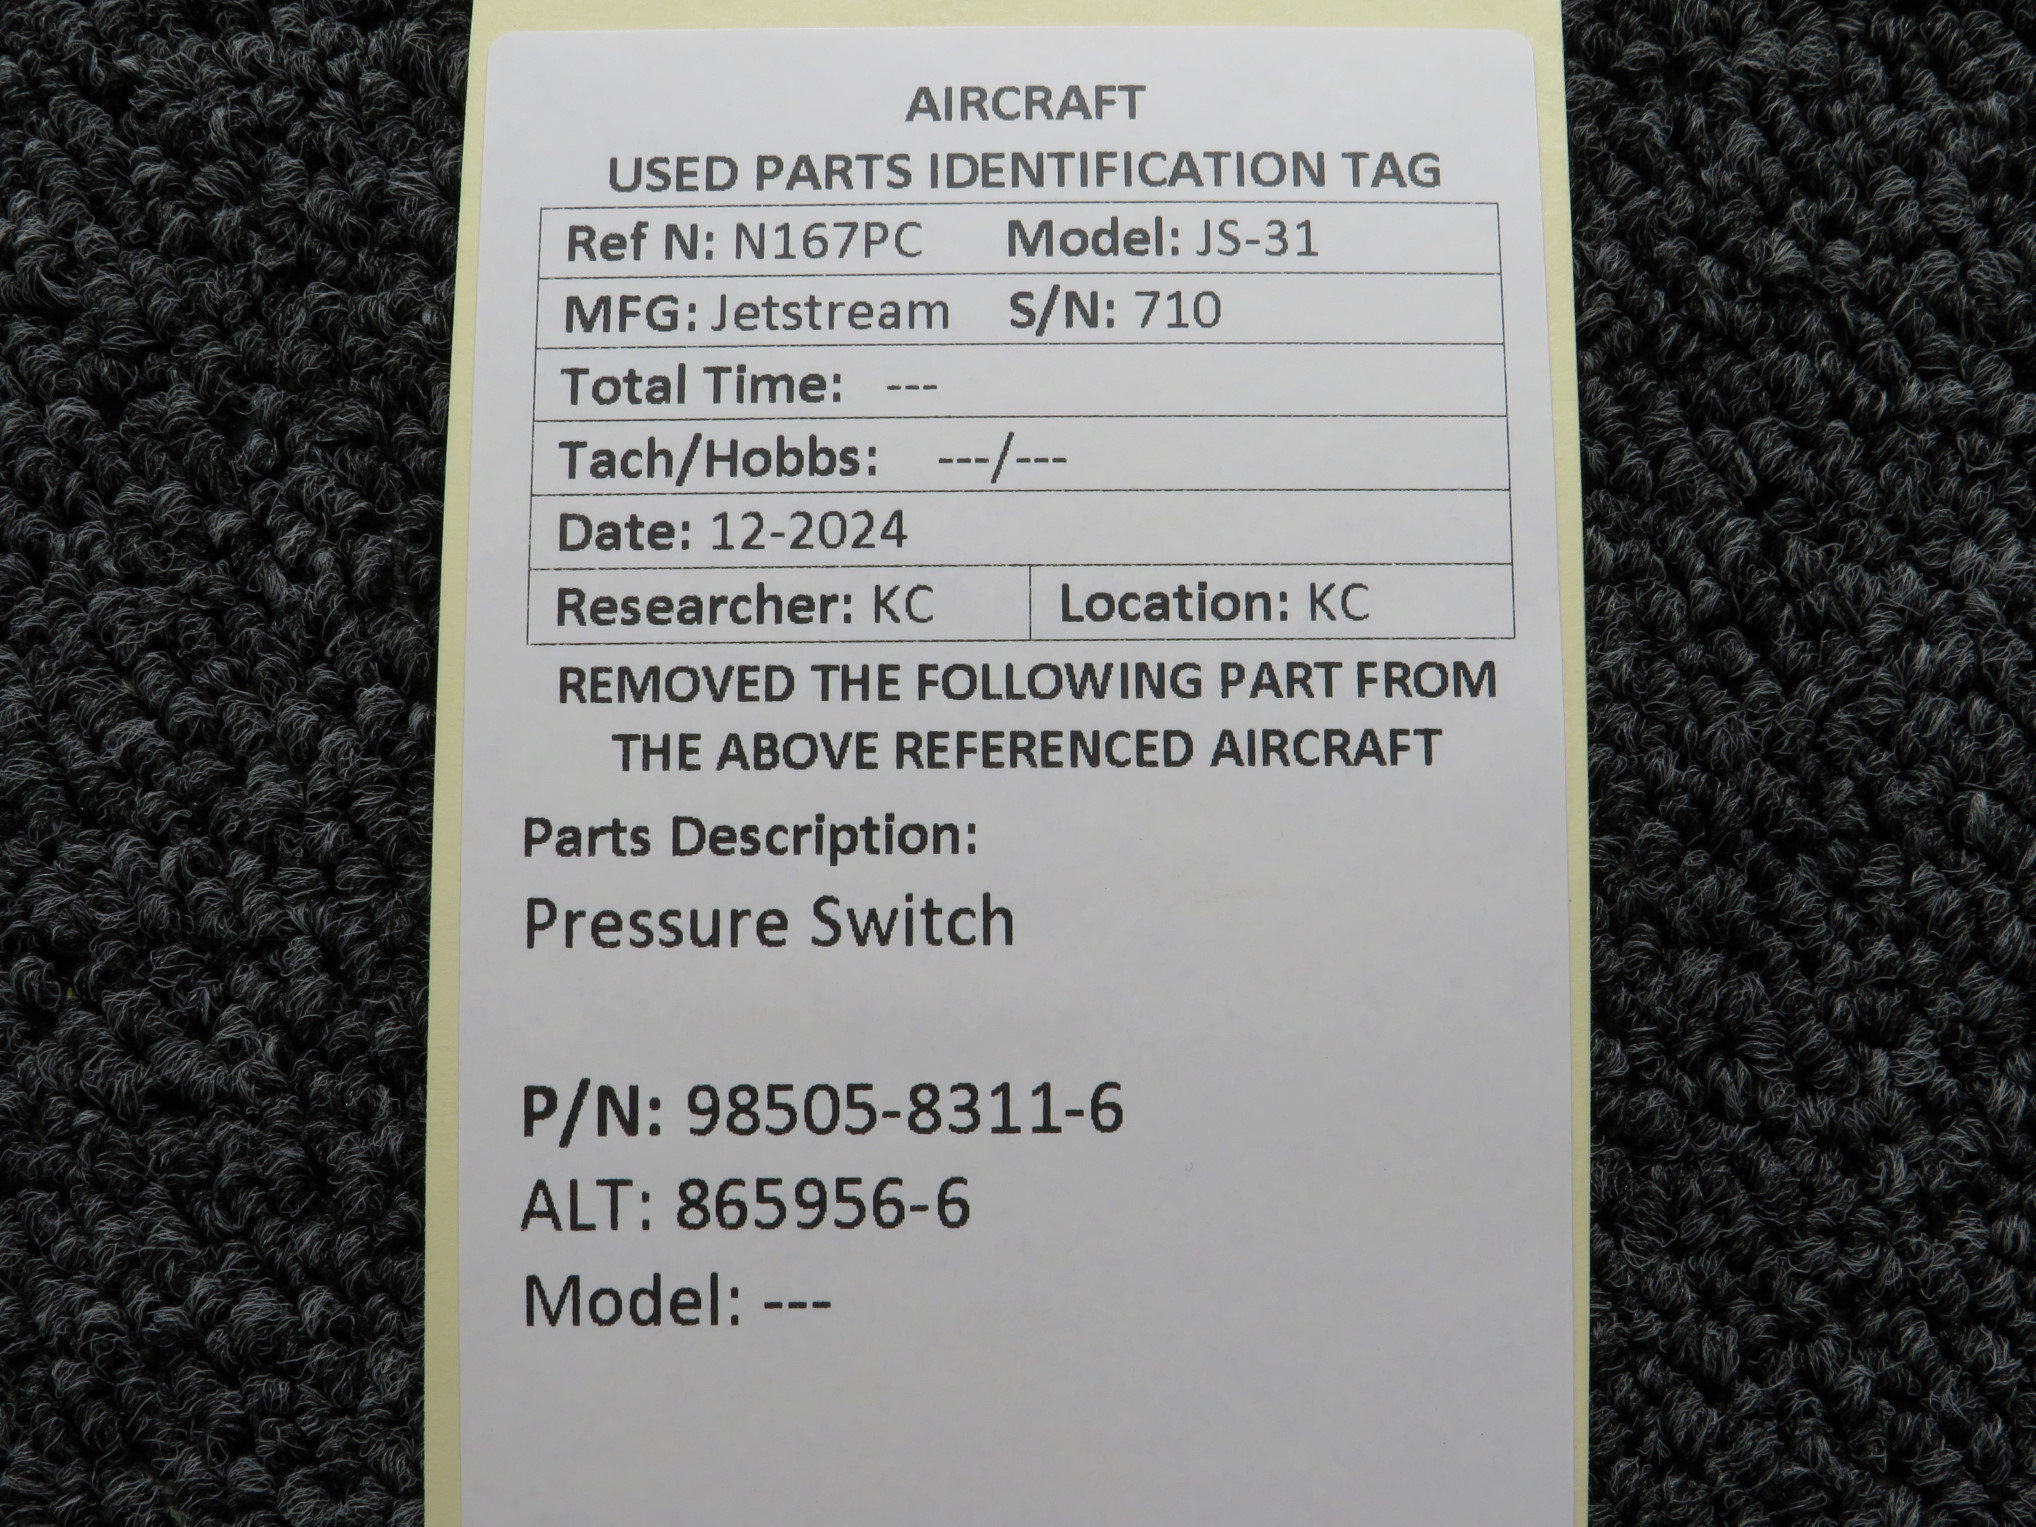 AIRCRAFT
USED PARTS IDENTIFICATION TAG
Ref N: N167PC Model: JS-31
MFG: Jetstream S/N: 710
Total Time: ---
Tach/Hobbs: ---/---
Date: 12-2024
Researcher: KC Location: KC
REMOVED THE FOLLOWING PART FROM
THE ABOVE REFERENCED AIRCRAFT
Parts Description:
Pressure Switch
P/N: 98505-8311-6
ALT: 865956-6
Model: ---